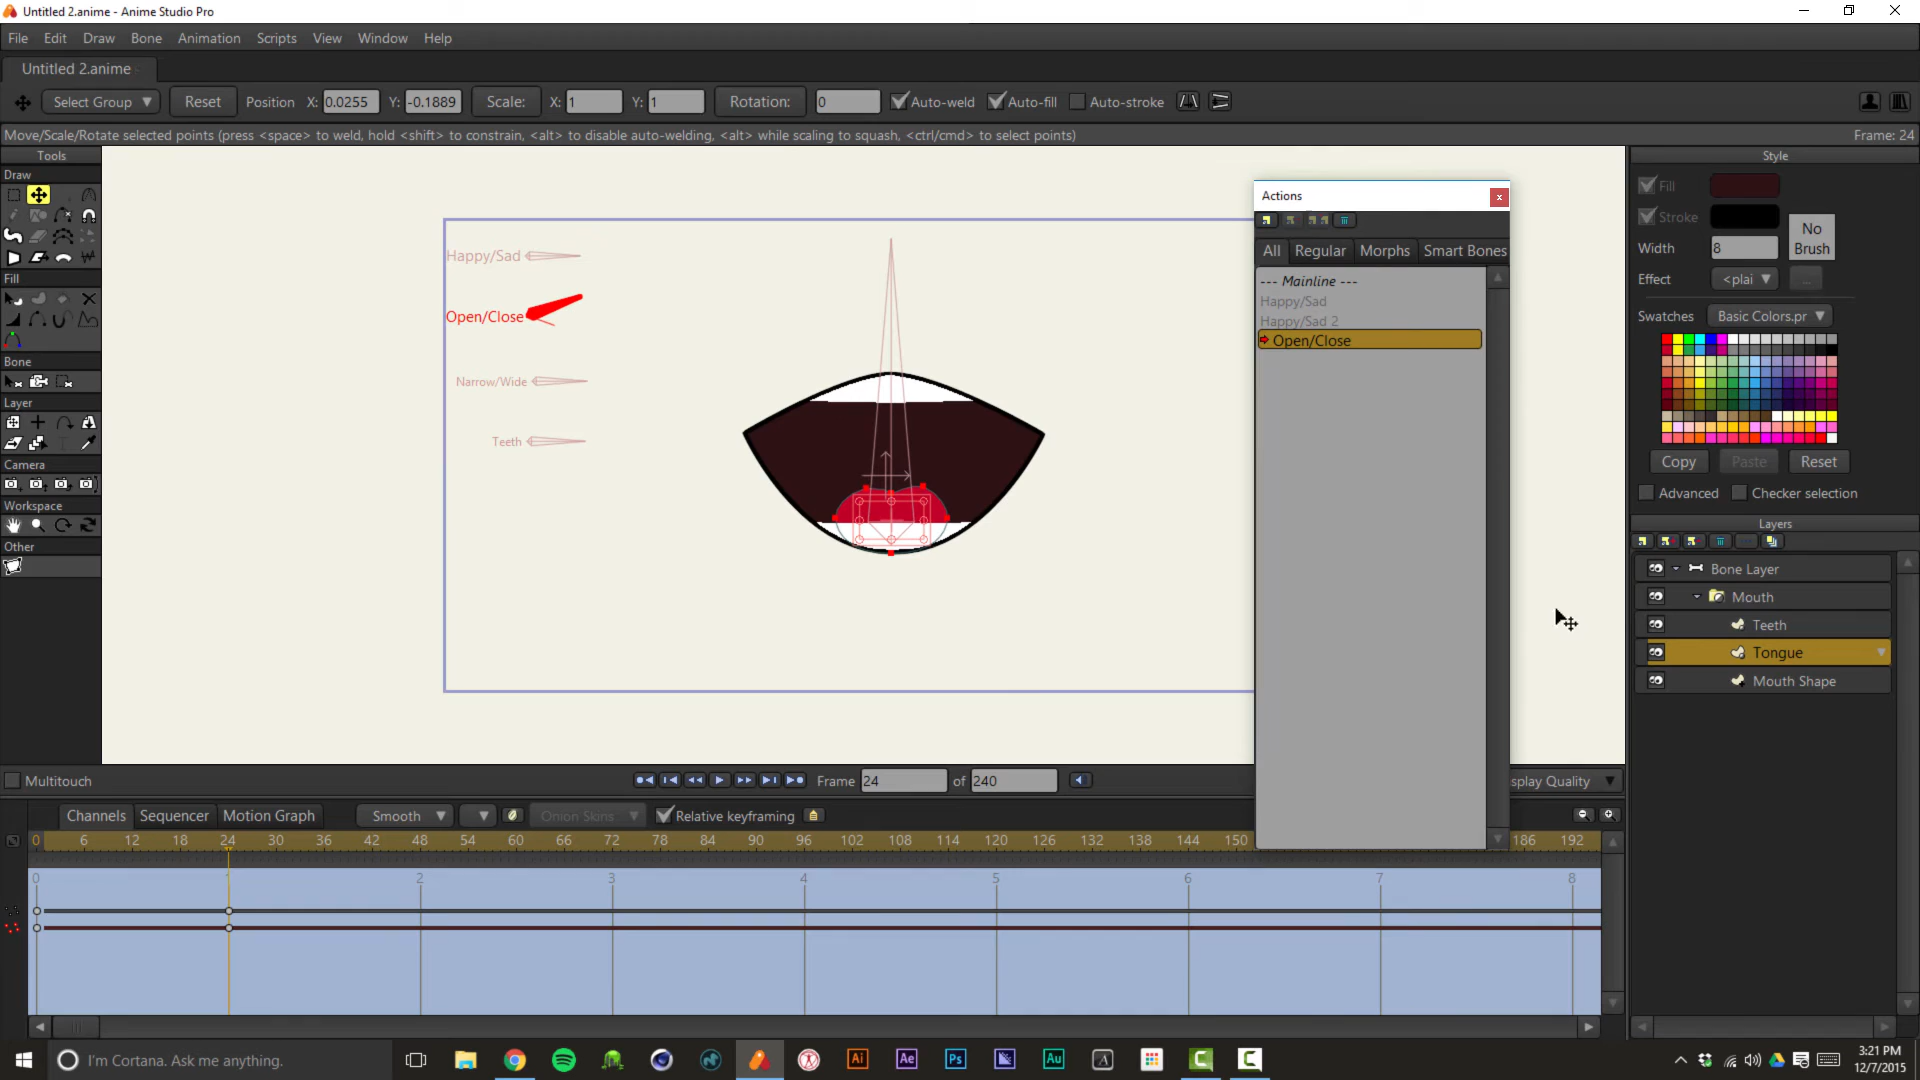 Untitled 2.anime - Anime Studio Pro
File Edit Draw Bone Animation Scripts View Window Help
Untitled 2.anime
Select Group Reset Position X: 0.0255 Y: -0.1889 Scale: X: 1 Y: 1 Rotation: 0 Auto-weld Auto-fill Auto-stroke
Move/Scale/Rotate selected points (press <space> to weld, hold <shift> to constrain, <alt> to disable auto-welding, <alt> while scaling to squash, <ctrl/cmd> to select points) Frame: 24
Tools
Draw
Fill
Bone
Layer
Camera
Workspace
Other
Happy/Sad
Open/Close
Narrow/Wide
Teeth
Actions
All Regular Morphs Smart Bones
--- Mainline ---
Happy/Sad
Happy/Sad 2
Open/Close
Style
Fill
Stroke
No Brush
Width 8
Effect <plai
Swatches Basic Colors.pr
Copy Paste Reset
Advanced Checker selection
Layers
Bone Layer
Mouth
Teeth
Tongue
Mouth Shape
Multitouch Frame 24 of 240 splay Quality
Channels Sequencer Motion Graph Smooth Onion Skins Relative keyframing
0 6 12 18 24 30 36 42 48 54 60 66 72 78 84 90 96 102 108 114 120 126 132 138 144 150 186 192
0 1 2 3 4 5 6 7 8
I'm Cortana. Ask me anything.
Ai Ae Ps Au A C C
3:21 PM
12/7/2015